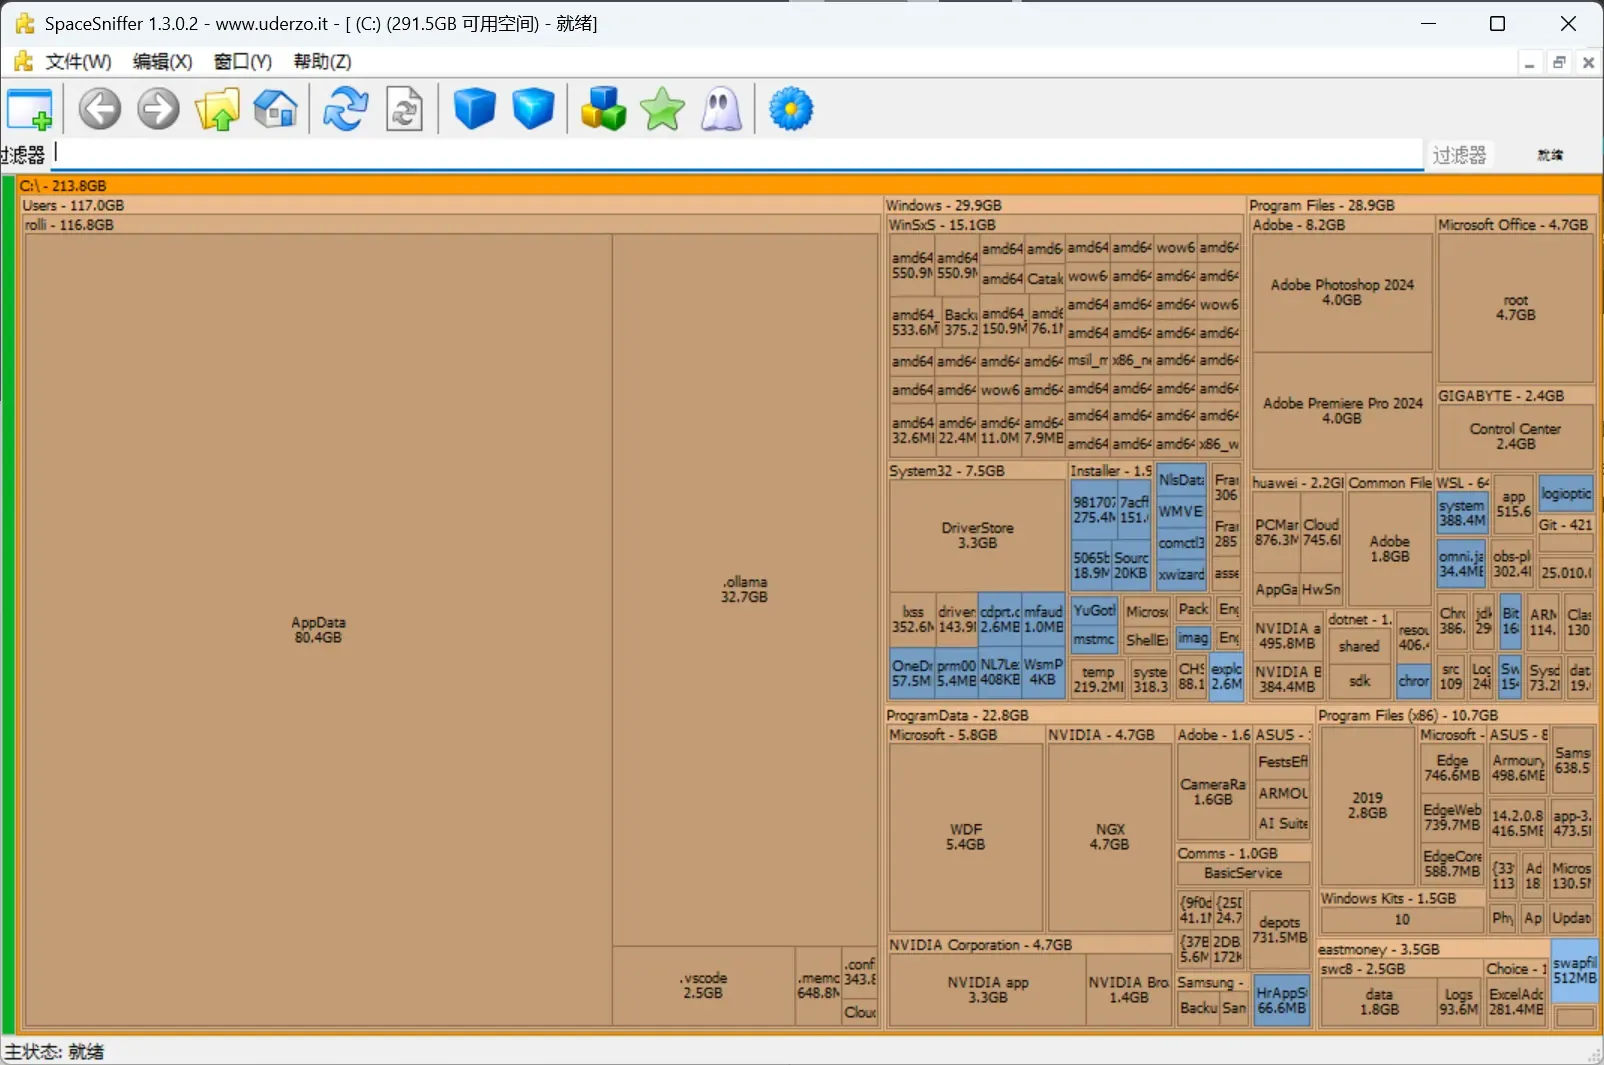 SpaceSniffer 1.3.0.2 - www.uderzo.it - [ (C:) (291.5GB 可用空间) - 就绪]
文件(W) 编辑(X) 窗口(Y) 帮助(Z)
过滤器
过滤器
就绪
C:\ - 213.8GB
Users - 117.0GB
rolli - 116.8GB
AppData
80.4GB
.ollama
32.7GB
.vscode
2.5GB
.memc
648.8M
.conf
343.8
Clou
Windows - 29.9GB
WinSxS - 15.1GB
amd64 amd64 amd64 amd6 amd64 amd64 wow6 amd64
550.9M 550.9M
amd64 Catak wow6 amd64 amd64 amd64
amd64 amd64 amd64 wow6
amd64_ Back amd64_ amd6
533.6M 375.2 150.9M 76.1
amd64 amd64 amd64 amd64
amd64 amd64 amd64 amd64 msil_m x86_ne amd64 amd64
amd64 amd64 wow6 amd64 amd64 amd64 amd64 amd64
amd64 amd64 amd64 amd64 amd64 amd64 amd64 amd64
32.6M 22.4M 11.0M 7.9MB
amd64 amd64 amd64 x86_w
System32 - 7.5GB
DriverStore
3.3GB
lxss driver cdprt.c mfaud
352.6M 143.9 2.6MB 1.0MB
OneDr prm00 NL7Le WsmP
57.5M 5.4MB 408KB 4KB
Installer - 1.9
98170 7acff
275.4M 151.
5065b Sourc
18.9M 20KB
NlsData
WMVE
comctl3
xwizard
Fra
306
Fra
285
asse
YuGoth
mstmc
Microso
ShellEx
Pack
Eng
imag
Eng
temp
219.2M
syste
318.3
CHS
88.1
explc
2.6M
Program Files - 28.9GB
Adobe - 8.2GB
Adobe Photoshop 2024
4.0GB
Adobe Premiere Pro 2024
4.0GB
Microsoft Office - 4.7GB
root
4.7GB
GIGABYTE - 2.4GB
Control Center
2.4GB
huawei - 2.2G
PCMar Cloud
876.3M 745.6
AppGa HwSn
Common File
Adobe
1.8GB
WSL - 64
system
388.4M
omni.ja
34.4MB
app
515.6
obs-pl
302.4
logioptic
Git - 421
25.010.
NVIDIA a
495.8MB
NVIDIA B
384.4MB
dotnet - 1.
shared
sdk
resou
406.4
chror
Chr
386.
jdk
29
Bit
16
ARM
114.
Clas
130
src
109
Log
248
Sw
154
Sysd
73.2
dat
19.
ProgramData - 22.8GB
Microsoft - 5.8GB
WDF
5.4GB
NVIDIA - 4.7GB
NGX
4.7GB
NVIDIA Corporation - 4.7GB
NVIDIA app
3.3GB
NVIDIA Bro
1.4GB
Adobe - 1.6
CameraRa
1.6GB
ASUS -
FestsEff
ARMOU
AI Suite
Comms - 1.0GB
BasicService
{9f0d {25D
41.1 24.7
{37B 2DB
5.6M 172K
depots
731.5MB
Samsung -
Backu San
HrAppS
66.6MB
Program Files (x86) - 10.7GB
2019
2.8GB
Microsoft -
Edge
746.6MB
EdgeWeb
739.7MB
EdgeCore
588.7MB
ASUS - 8
Armoury
498.6MB
14.2.0.8
416.5MB
{33
113
Ad
18
Sams
638.5
app-3.
473.5
Micros
130.5
Windows Kits - 1.5GB
10
Ph
Ap
Updat
eastmoney - 3.5GB
swc8 - 2.5GB
data
1.8GB
Logs
93.6M
Choice - 1
ExcelAdd
281.4MB
swapfil
512MB
主状态: 就绪